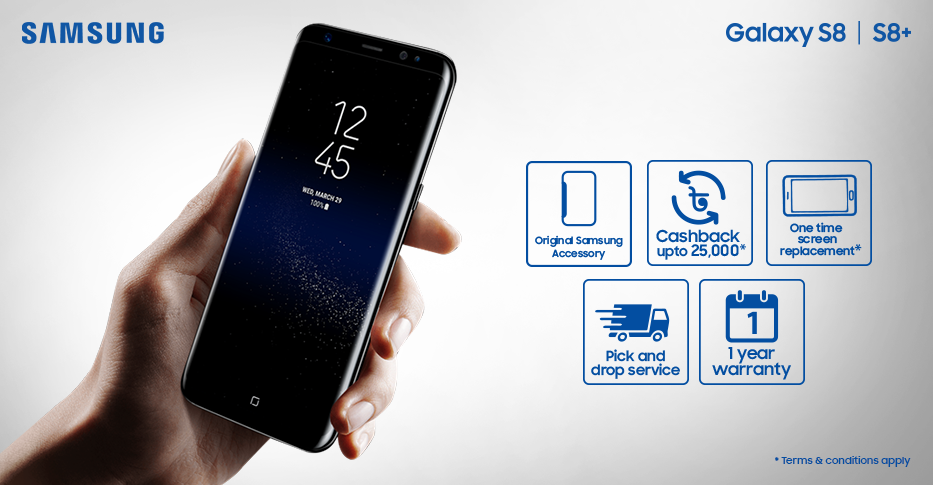 SAMSUNG
Galaxy S8 | S8+
12
45
WED, MARCH 29
100%
Original Samsung
Accessory
৳
Cashback
upto 25,000*
One time
screen
replacement*
Pick and
drop service
1
1 year
warranty
* Terms & conditions apply